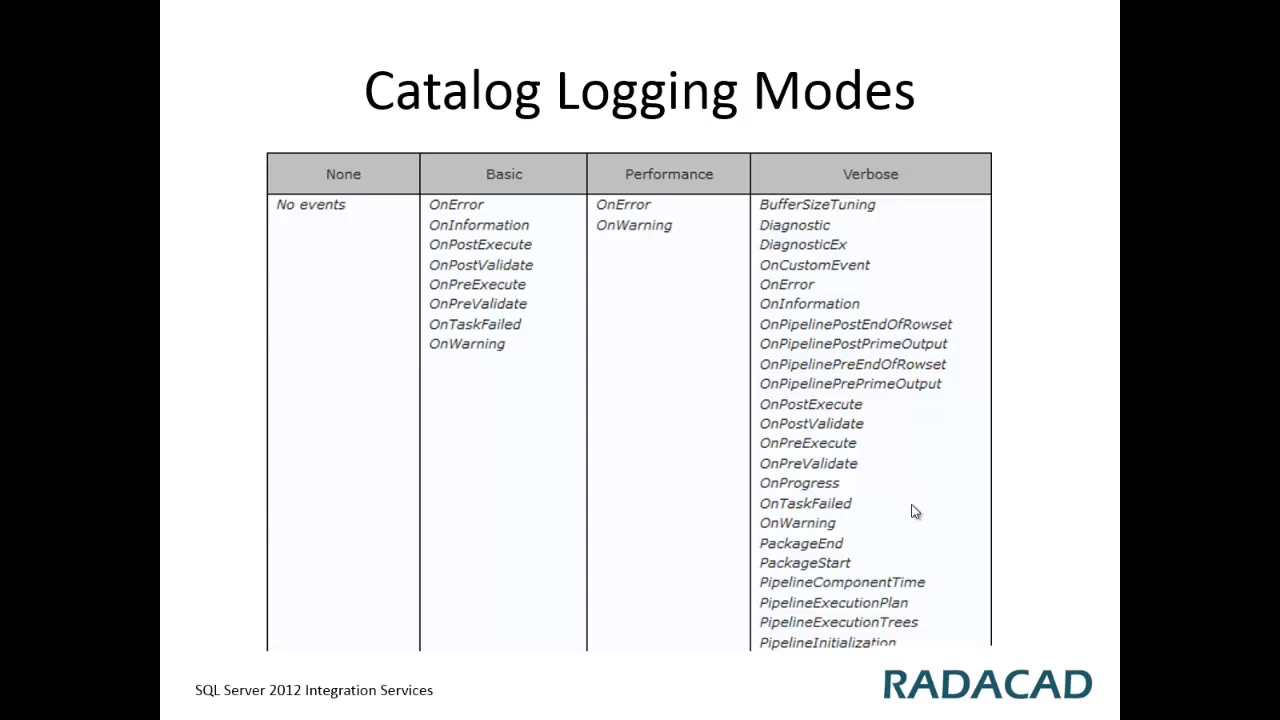 Catalog Logging Modes
None Basic Performance Verbose
No events OnError OnError BufferSizeTuning
OnInformation OnWarning Diagnostic
OnPostExecute DiagnosticEx
OnPostValidate OnCustomEvent
OnPreExecute OnError
OnPreValidate OnInformation
OnTaskFailed OnPipelinePostEndOfRowset
OnWarning OnPipelinePostPrimeOutput
OnPipelinePreEndOfRowset
OnPipelinePrePrimeOutput
OnPostExecute
OnPostValidate
OnPreExecute
OnPreValidate
OnProgress
OnTaskFailed
OnWarning
PackageEnd
PackageStart
PipelineComponentTime
PipelineExecutionPlan
PipelineExecutionTrees
PipelineInitialization
SQL Server 2012 Integration Services
RADACAD